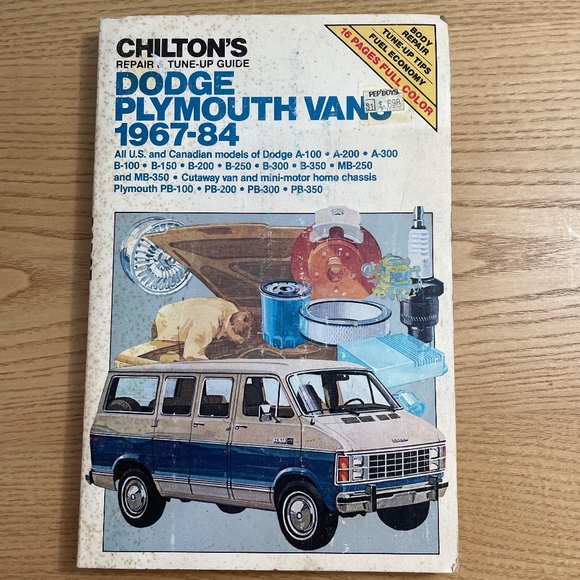 CHILTON'S
REPAIR & TUNE-UP GUIDE
DODGE
PLYMOUTH VANS
1967-84
All U.S. and Canadian models of Dodge A-100 • A-200 • A-300
B-100 • B-150 • B-200 • B-250 • B-300 • B-350 • MB-250
and MB-350 • Cutaway van and mini-motor home chassis
Plymouth PB-100 • PB-200 • PB-300 • PB-350
BODY
REPAIR
TUNE-UP TIPS
FUEL ECONOMY
16 PAGES FULL COLOR
PEP BOYS
$ 698
DODGE